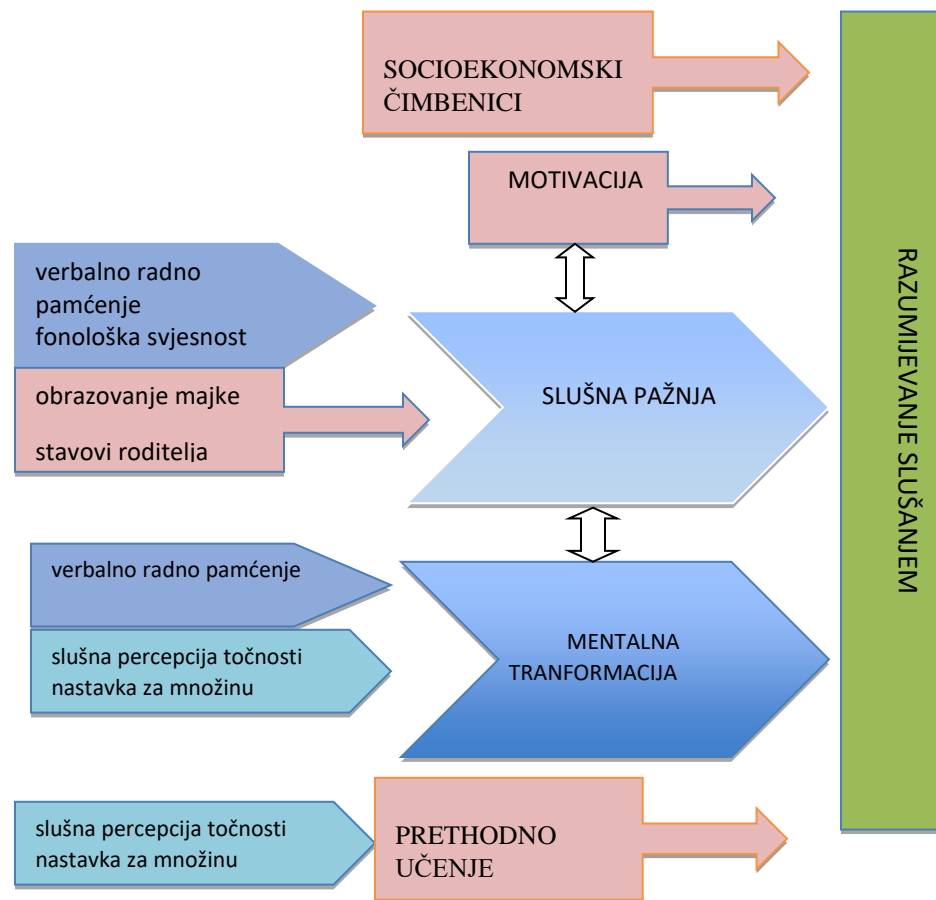 SOCIOEKONOMSKI
ČIMBENICI
MOTIVACIJA
verbalno radno
pamćenje
fonološka svjesnost
obrazovanje majke
stavovi roditelja
SLUŠNA PAŽNJA
verbalno radno pamćenje
slušna percepcija točnosti
nastavka za množinu
MENTALNA
TRANFORMACIJA
slušna percepcija točnosti
nastavka za množinu
PRETHODNO
UČENJE
RAZUMIJEVANJE SLUŠANJEM